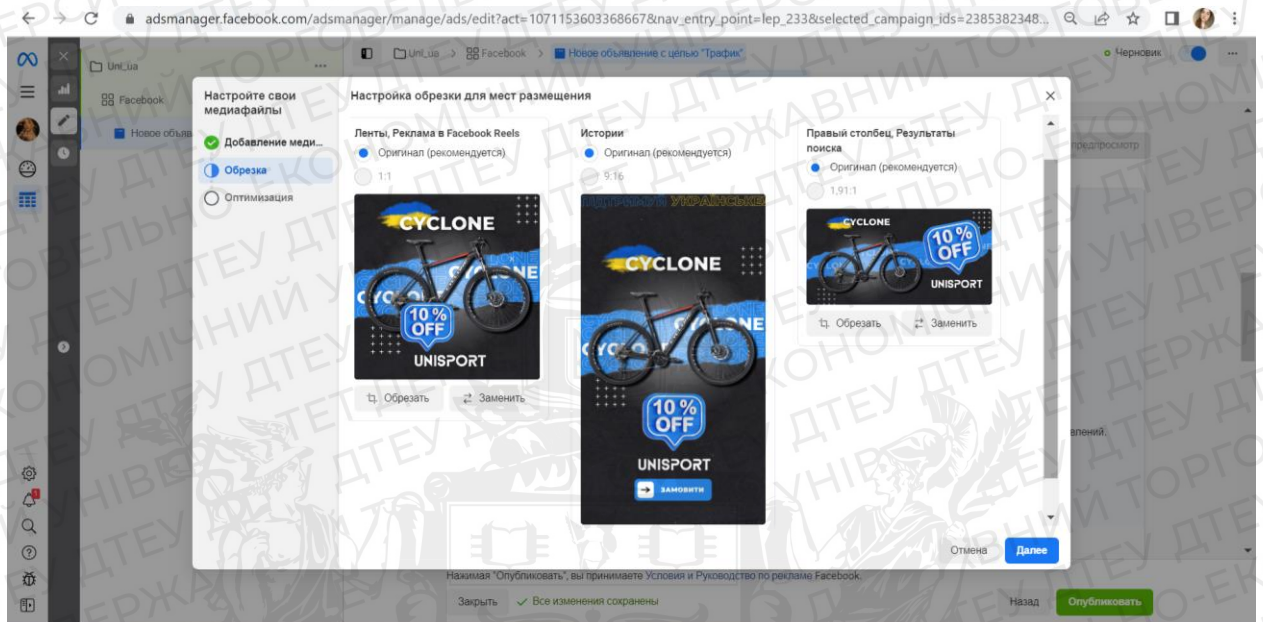 adsmanager.facebook.com/adsmanager/manage/ads/edit?act=1071153603368667&nav_entry_point=lep_233&selected_campaign_ids=2385382348...
Uni_ua
Facebook
Новое объяв
Uni_ua > Facebook > Новое объявление с целью "Трафик"
Черновик
Настройте свои
медиафайлы
Добавление меди...
Обрезка
Оптимизация
Настройка обрезки для мест размещения
Ленты, Реклама в Facebook Reels
Оригинал (рекомендуется)
1:1
CYCLONE
CYCLONE
10 %
OFF
UNISPORT
Обрезать
Заменить
Истории
Оригинал (рекомендуется)
9:16
ПІДТРИМУЙ УКРАЇНСЬКЕ
CYCLONE
10 %
OFF
UNISPORT
ЗАМОВИТИ
Правый столбец, Результаты
поиска
Оригинал (рекомендуется)
1,91:1
CYCLONE
10 %
OFF
UNISPORT
Обрезать
Заменить
предпросмотр
влений.
Отмена
Далее
Нажимая "Опубликовать", вы принимаете Условия и Руководство по рекламе Facebook.
Закрыть
Все изменения сохранены
Назад
Опубликовать